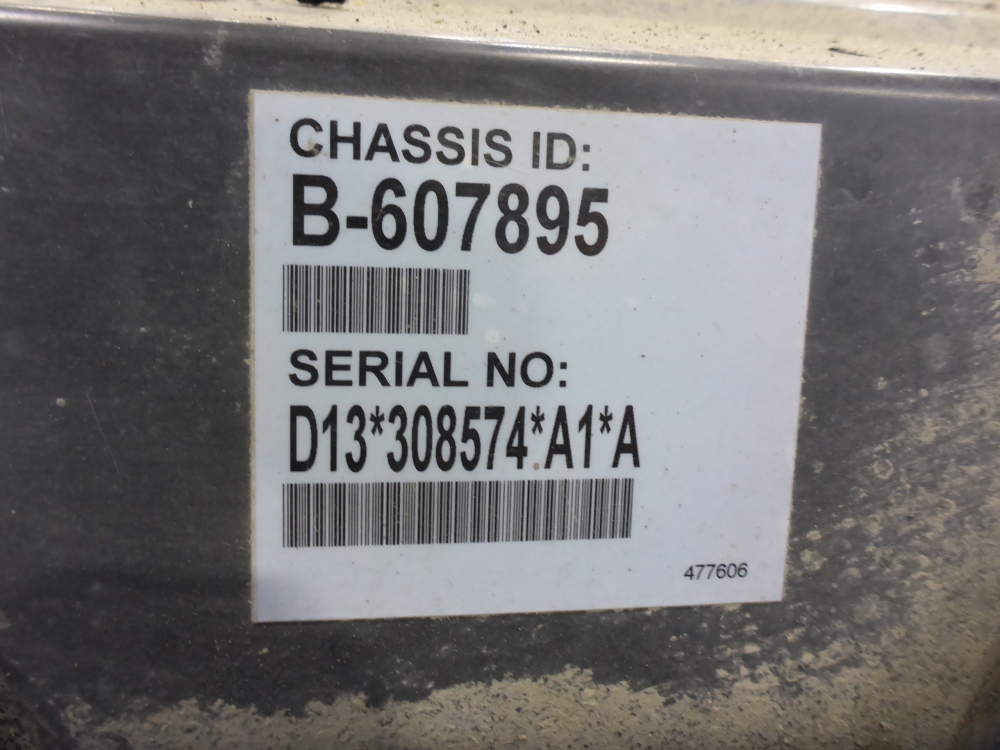 CHASSIS ID:
B-607895
SERIAL NO:
D13*308574*A1*A
477606